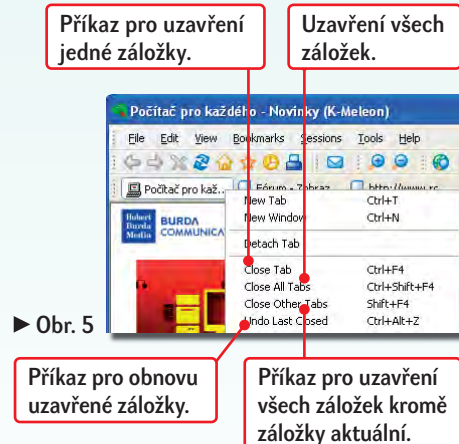 Příkaz pro uzavření
jedné záložky.
Uzavření všech
záložek.
Počítač pro každého - Novinky (K-Meleon)
File Edit View Bookmarks Sessions Tools Help
Počítač pro kaž... Fórum - Zobraz http://www.rc
Hubert
Burda
Media
BURDA
COMMUNICA
New Tab Ctrl+T
New Window Ctrl+N
Detach Tab
Close Tab Ctrl+F4
Close All Tabs Ctrl+Shift+F4
Close Other Tabs Shift+F4
Undo Last Closed Ctrl+Alt+Z
► Obr. 5
Příkaz pro obnovu
uzavřené záložky.
Příkaz pro uzavření
všech záložek kromě
záložky aktuální.